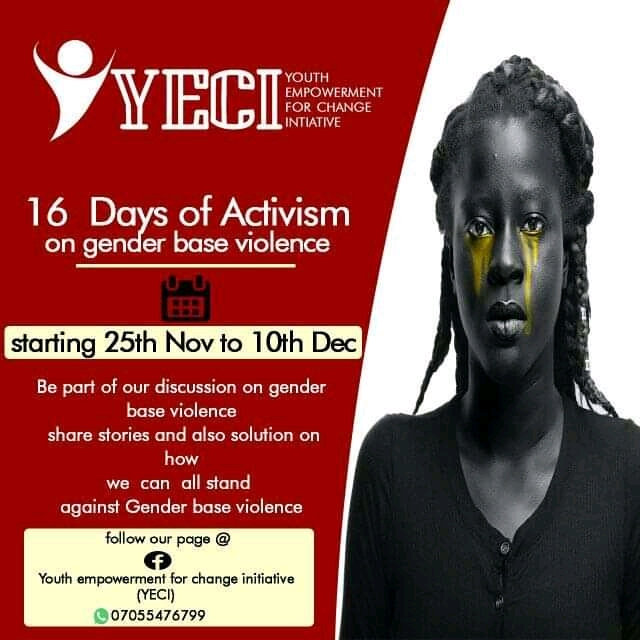 YECI
YOUTH
EMPOWERMENT
FOR CHANGE
INTIATIVE
16 Days of Activism
on gender base violence
starting 25th Nov to 10th Dec
Be part of our discussion on gender
base violence
share stories and also solution on
how
we can all stand
against Gender base violence
follow our page @
Youth empowerment for change initiative
(YECI)
07055476799